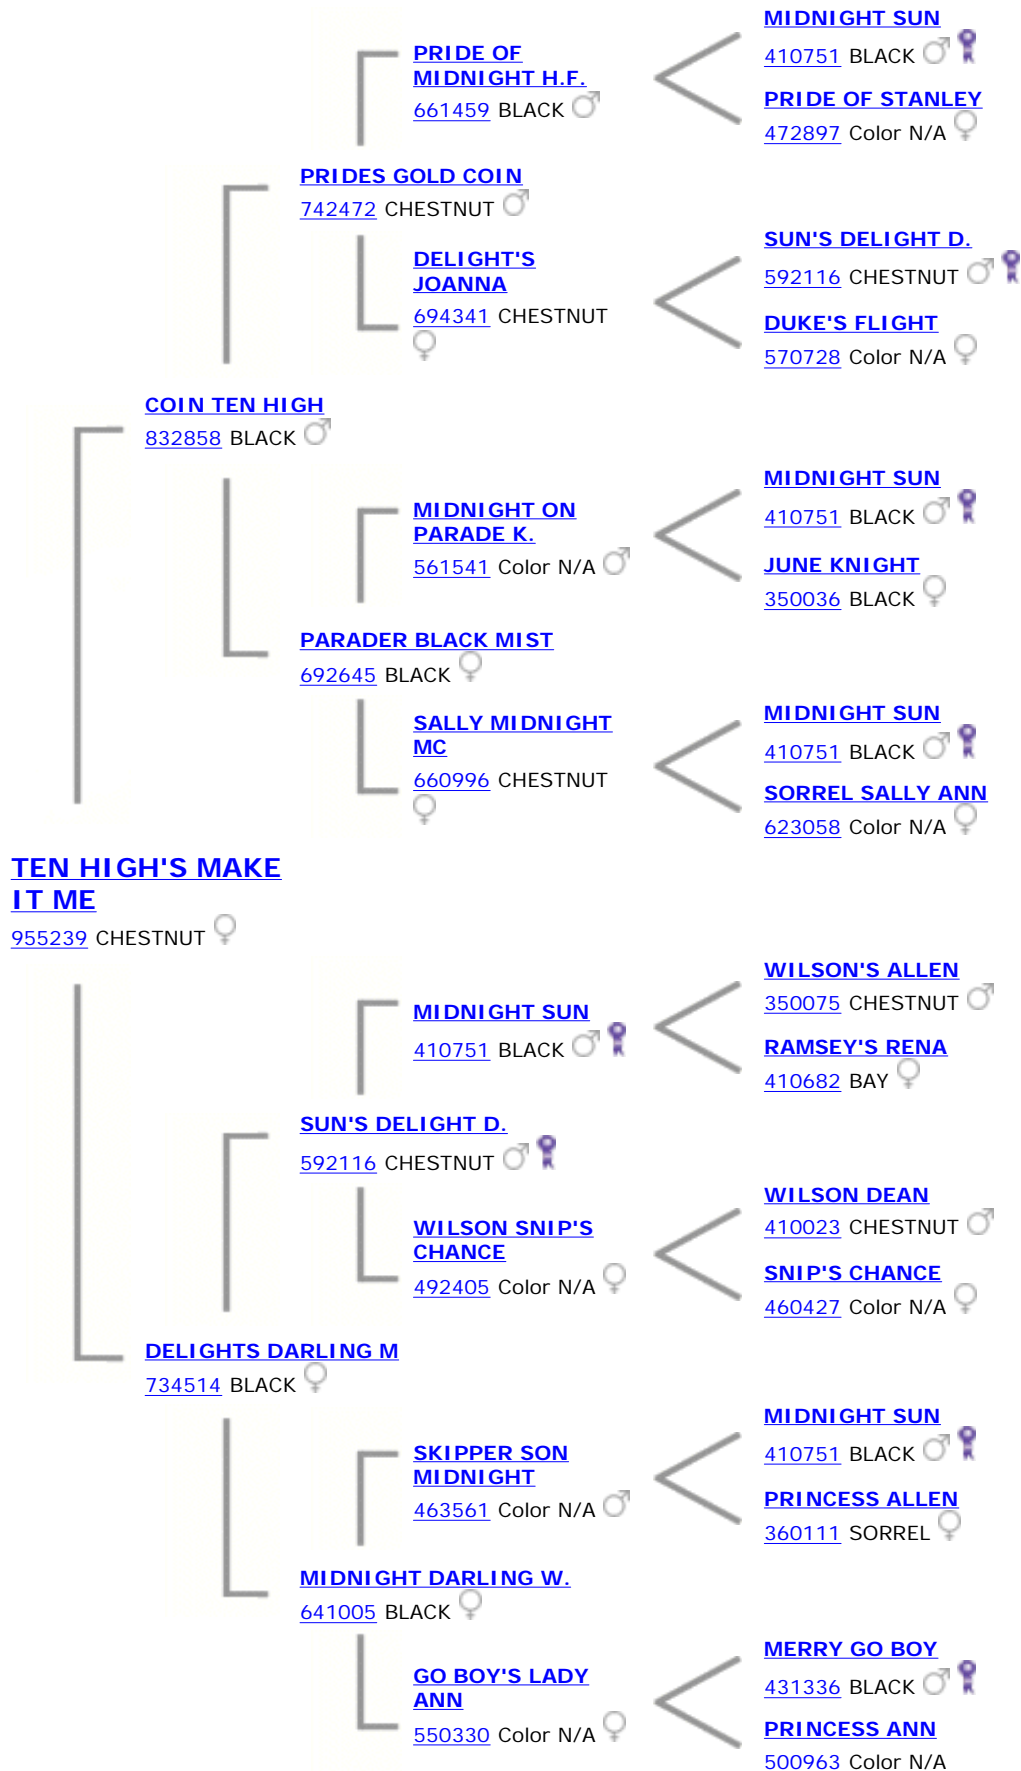 MIDNIGHT SUN
410751 BLACK
PRIDE OF
MIDNIGHT H.F.
661459 BLACK
PRIDE OF STANLEY
472897 Color N/A
PRIDES GOLD COIN
742472 CHESTNUT
SUN'S DELIGHT D.
592116 CHESTNUT
DELIGHT'S
JOANNA
694341 CHESTNUT
DUKE'S FLIGHT
570728 Color N/A
COIN TEN HIGH
832858 BLACK
MIDNIGHT SUN
410751 BLACK
MIDNIGHT ON
PARADE K.
561541 Color N/A
JUNE KNIGHT
350036 BLACK
PARADER BLACK MIST
692645 BLACK
MIDNIGHT SUN
410751 BLACK
SALLY MIDNIGHT
MC
660996 CHESTNUT
SORREL SALLY ANN
623058 Color N/A
TEN HIGH'S MAKE
IT ME
955239 CHESTNUT
WILSON'S ALLEN
350075 CHESTNUT
MIDNIGHT SUN
410751 BLACK
RAMSEY'S RENA
410682 BAY
SUN'S DELIGHT D.
592116 CHESTNUT
WILSON DEAN
410023 CHESTNUT
WILSON SNIP'S
CHANCE
492405 Color N/A
SNIP'S CHANCE
460427 Color N/A
DELIGHTS DARLING M
734514 BLACK
MIDNIGHT SUN
410751 BLACK
SKIPPER SON
MIDNIGHT
463561 Color N/A
PRINCESS ALLEN
360111 SORREL
MIDNIGHT DARLING W.
641005 BLACK
MERRY GO BOY
431336 BLACK
GO BOY'S LADY
ANN
550330 Color N/A
PRINCESS ANN
500963 Color N/A